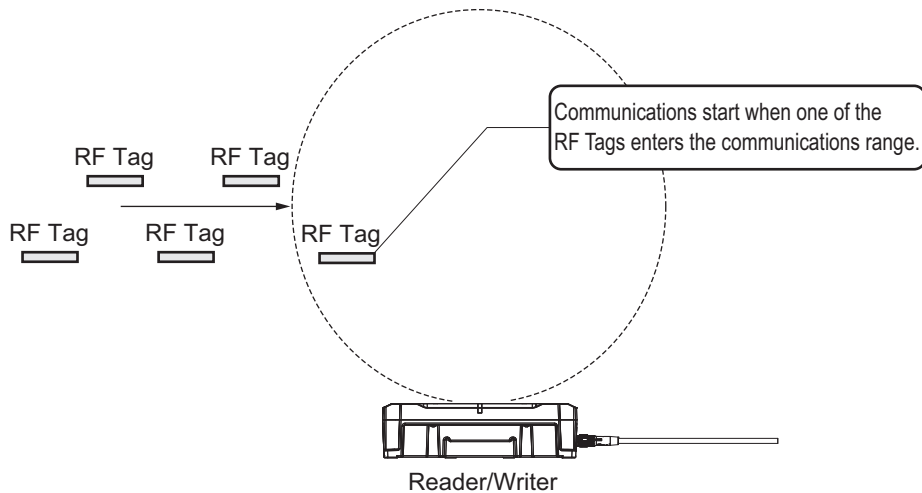 Communications start when one of the
RF Tags enters the communications range.
RF Tag
RF Tag
RF Tag
RF Tag
RF Tag
Reader/Writer